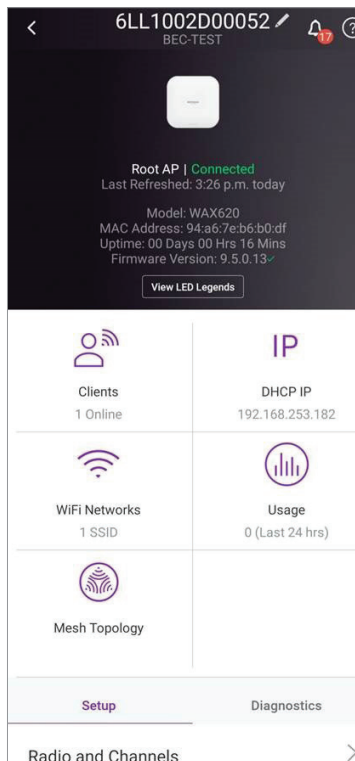 6LL1002D00052
BEC-TEST
17
Root AP | Connected
Last Refreshed: 3:26 p.m. today
Model: WAX620
MAC Address: 94:a6:7e:b6:b0:df
Uptime: 00 Days 00 Hrs 16 Mins
Firmware Version: 9.5.0.13
View LED Legends
Clients
1 Online
IP
DHCP IP
192.168.253.182
WiFi Networks
1 SSID
Usage
0 (Last 24 hrs)
Mesh Topology
Setup
Diagnostics
Radio and Channels